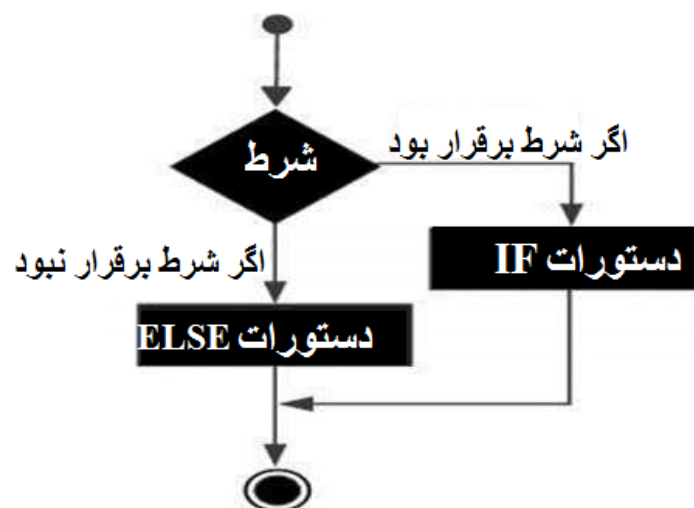 شرط
اگر شرط برقرار بود
دستورات IF
اگر شرط برقرار نبود
دستورات ELSE